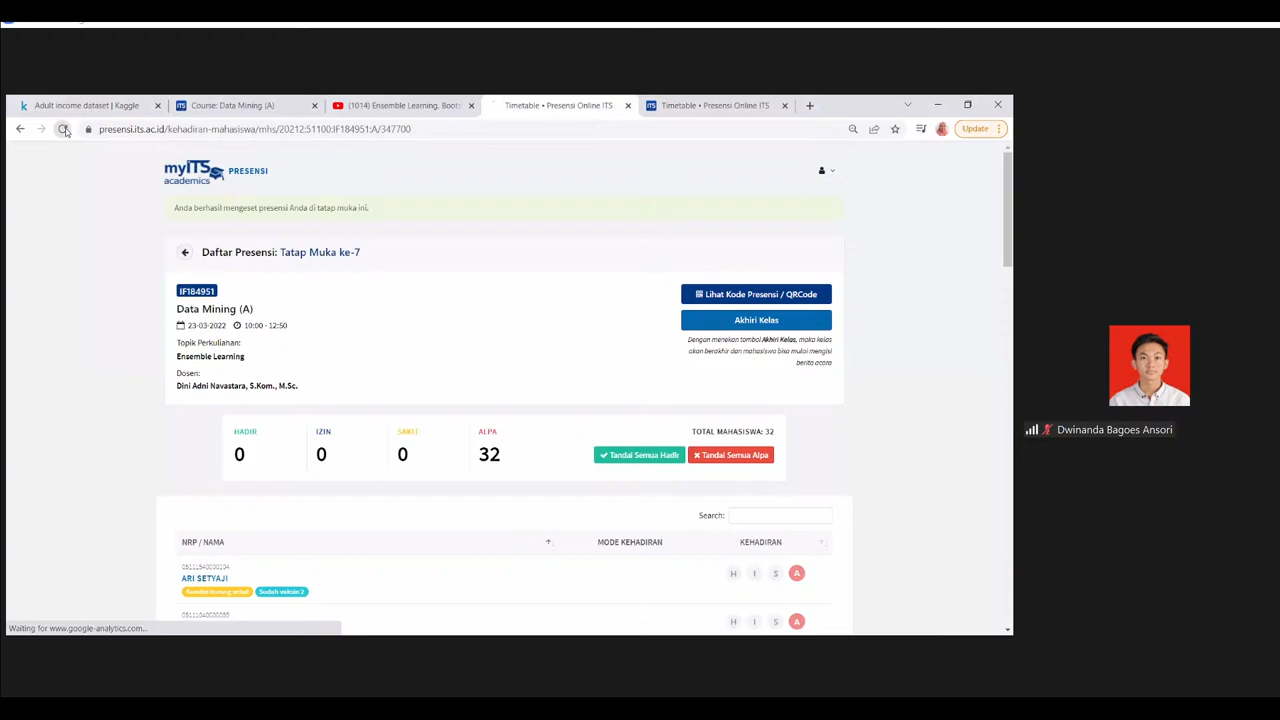 Adult income dataset | Kaggle
Course: Data Mining (A)
(1014) Ensemble Learning, Boots
Timetable • Presensi Online ITS
Timetable • Presensi Online ITS
presensi.its.ac.id/kehadiran-mahasiswa/mhs/20212:51100:IF184951:A/347700
Update
myITS
academics
PRESENSI
Anda berhasil mengeset presensi Anda di tatap muka ini.
Daftar Presensi: Tatap Muka ke-7
IF184951
Data Mining (A)
23-03-2022 10:00 - 12:50
Topik Perkuliahan:
Ensemble Learning
Dosen:
Dini Adni Navastara, S.Kom., M.Sc.
Lihat Kode Presensi / QRCode
Akhiri Kelas
Dengan menekan tombol Akhiri Kelas, maka kelas
akan berakhir dan mahasiswa bisa mulai mengisi
berita acara
HADIR IZIN SAKIT ALPA TOTAL MAHASISWA: 32
0 0 0 32 Tandai Semua Hadir Tandai Semua Alpa
Search:
NRP / NAMA MODE KEHADIRAN KEHADIRAN
ARI SETYAJI
H I S A
Kondisi kurang sehat Sudah vaksin 2
H I S A
Waiting for www.google-analytics.com...
Dwinanda Bagoes Ansori